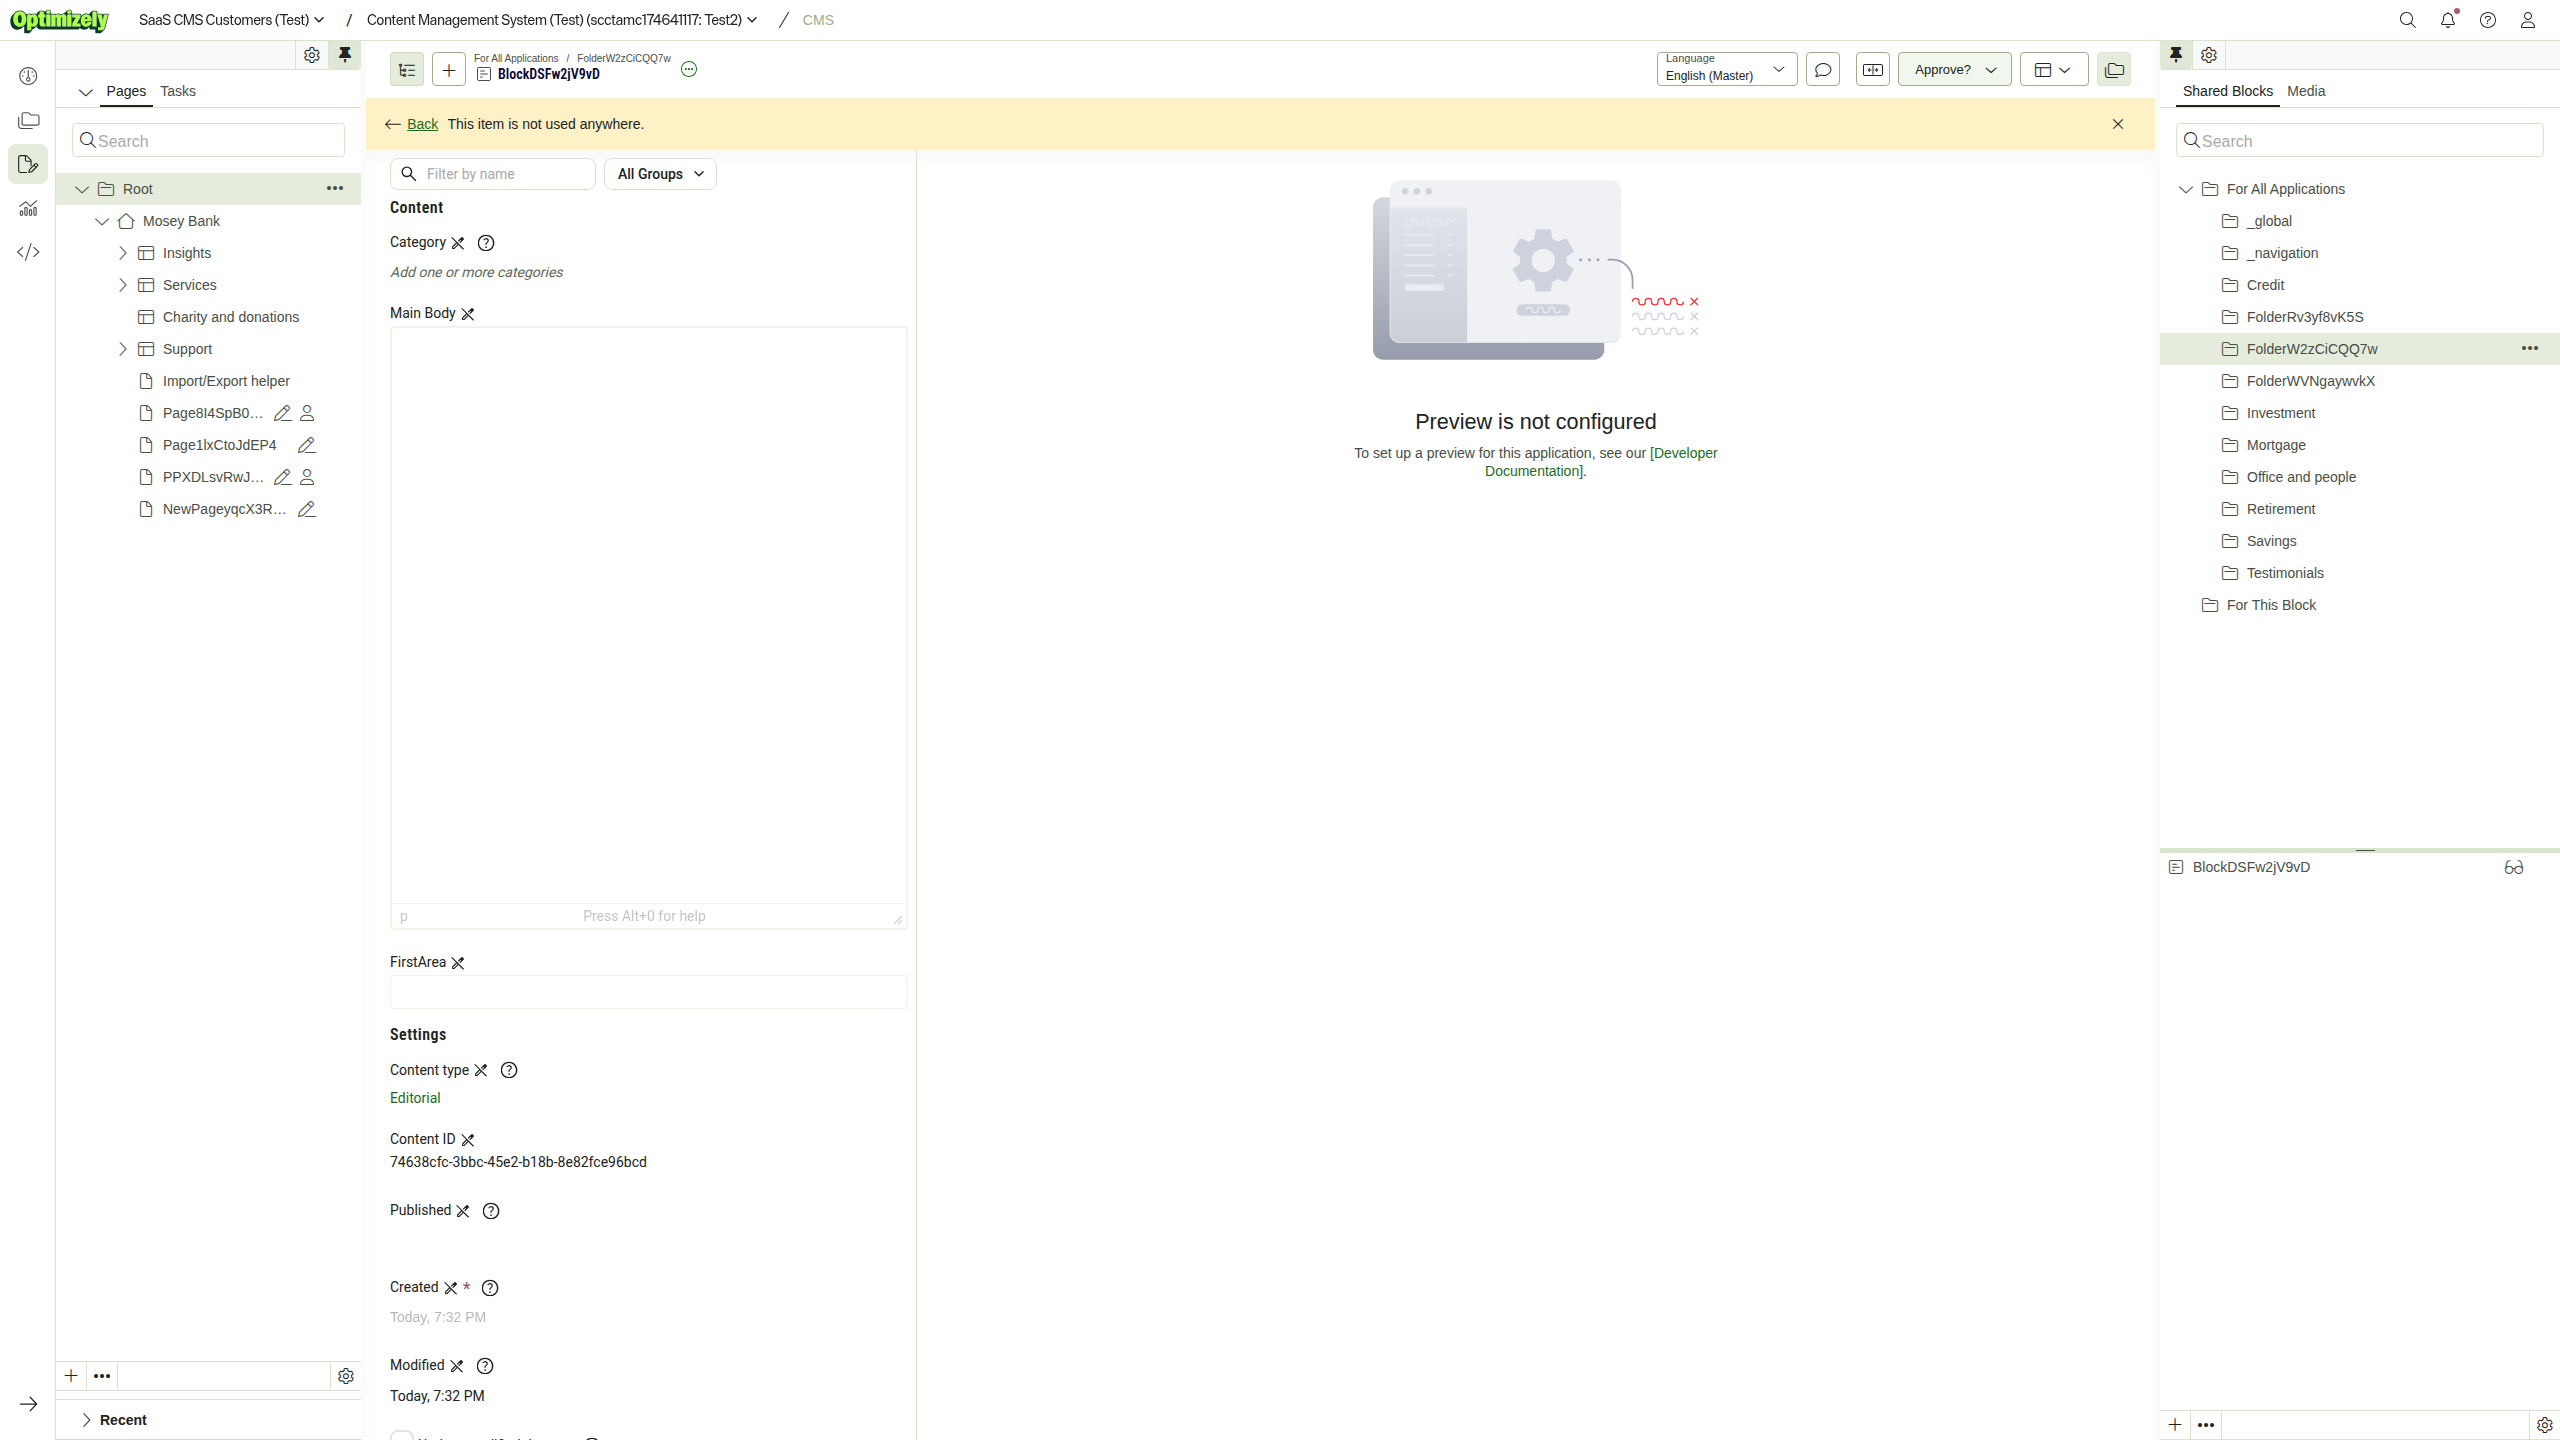 Optimizely
SaaS CMS Customers (Test)
/
Content Management System (Test) (scctamc174641117: Test2)
/
CMS
Pages
Tasks
Search
Root
Mosey Bank
Insights
Services
Charity and donations
Support
Import/Export helper
Page8I4SpB0...
Page1lxCtoJdEP4
PPXDLsvRwJ...
NewPageyqcX3R...
Recent
For All Applications / FolderW2zCiCQQ7w
BlockDSFw2jV9vD
Language
English (Master)
Approve?
Back This item is not used anywhere.
Filter by name
All Groups
Content
Category
Add one or more categories
Main Body
p
Press Alt+0 for help
FirstArea
Settings
Content type
Editorial
Content ID
74638cfc-3bbc-45e2-b18b-8e82fce96bcd
Published
Created *
Today, 7:32 PM
Modified
Today, 7:32 PM
Preview is not configured
To set up a preview for this application, see our [Developer
Documentation].
Shared Blocks
Media
Search
For All Applications
_global
_navigation
Credit
FolderRv3yf8vK5S
FolderW2zCiCQQ7w
FolderWVNgaywvkX
Investment
Mortgage
Office and people
Retirement
Savings
Testimonials
For This Block
BlockDSFw2jV9vD